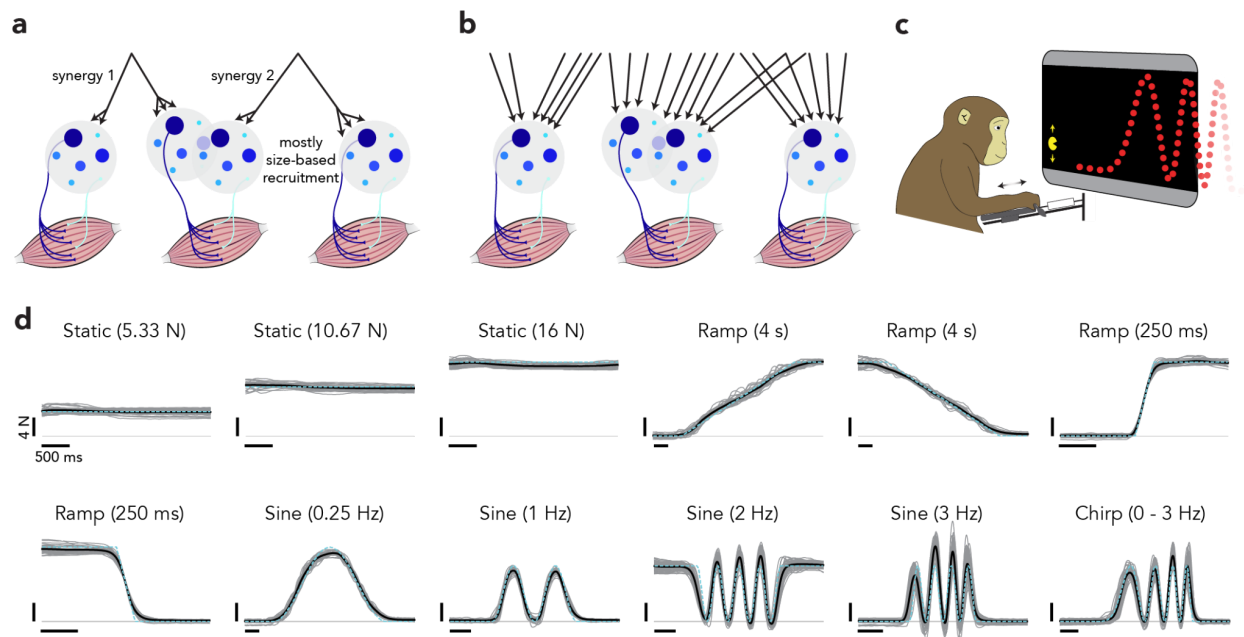 a
b
c
synergy 1
synergy 2
mostly
size-based
recruitment
d
Static (5.33 N)
Static (10.67 N)
Static (16 N)
Ramp (4 s)
Ramp (4 s)
Ramp (250 ms)
4 N
500 ms
Ramp (250 ms)
Sine (0.25 Hz)
Sine (1 Hz)
Sine (2 Hz)
Sine (3 Hz)
Chirp (0 - 3 Hz)